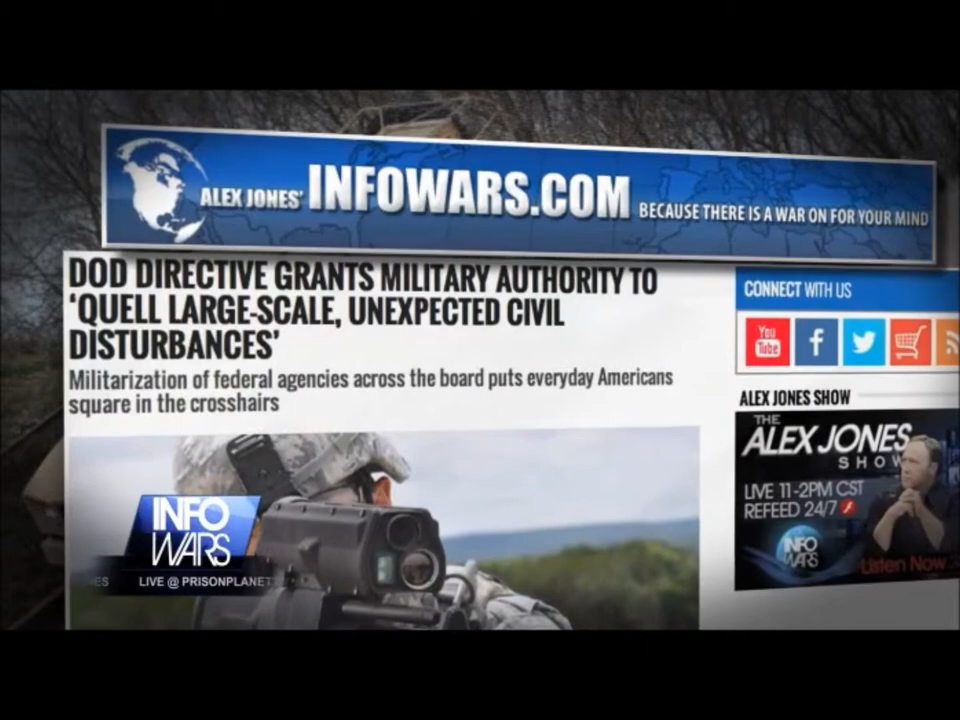 ALEX JONES' INFOWARS.COM BECAUSE THERE IS A WAR ON FOR YOUR MIND
DOD DIRECTIVE GRANTS MILITARY AUTHORITY TO
‘QUELL LARGE-SCALE, UNEXPECTED CIVIL
DISTURBANCES’
Militarization of federal agencies across the board puts everyday Americans
square in the crosshairs
CONNECT WITH US
You
Tube
ALEX JONES SHOW
THE
ALEX JONES
SHOW
LIVE 11-2PM CST
REFEED 24/7
INFO
WARS
Listen Now
INFO
WARS
LIVE @ PRISONPLANET